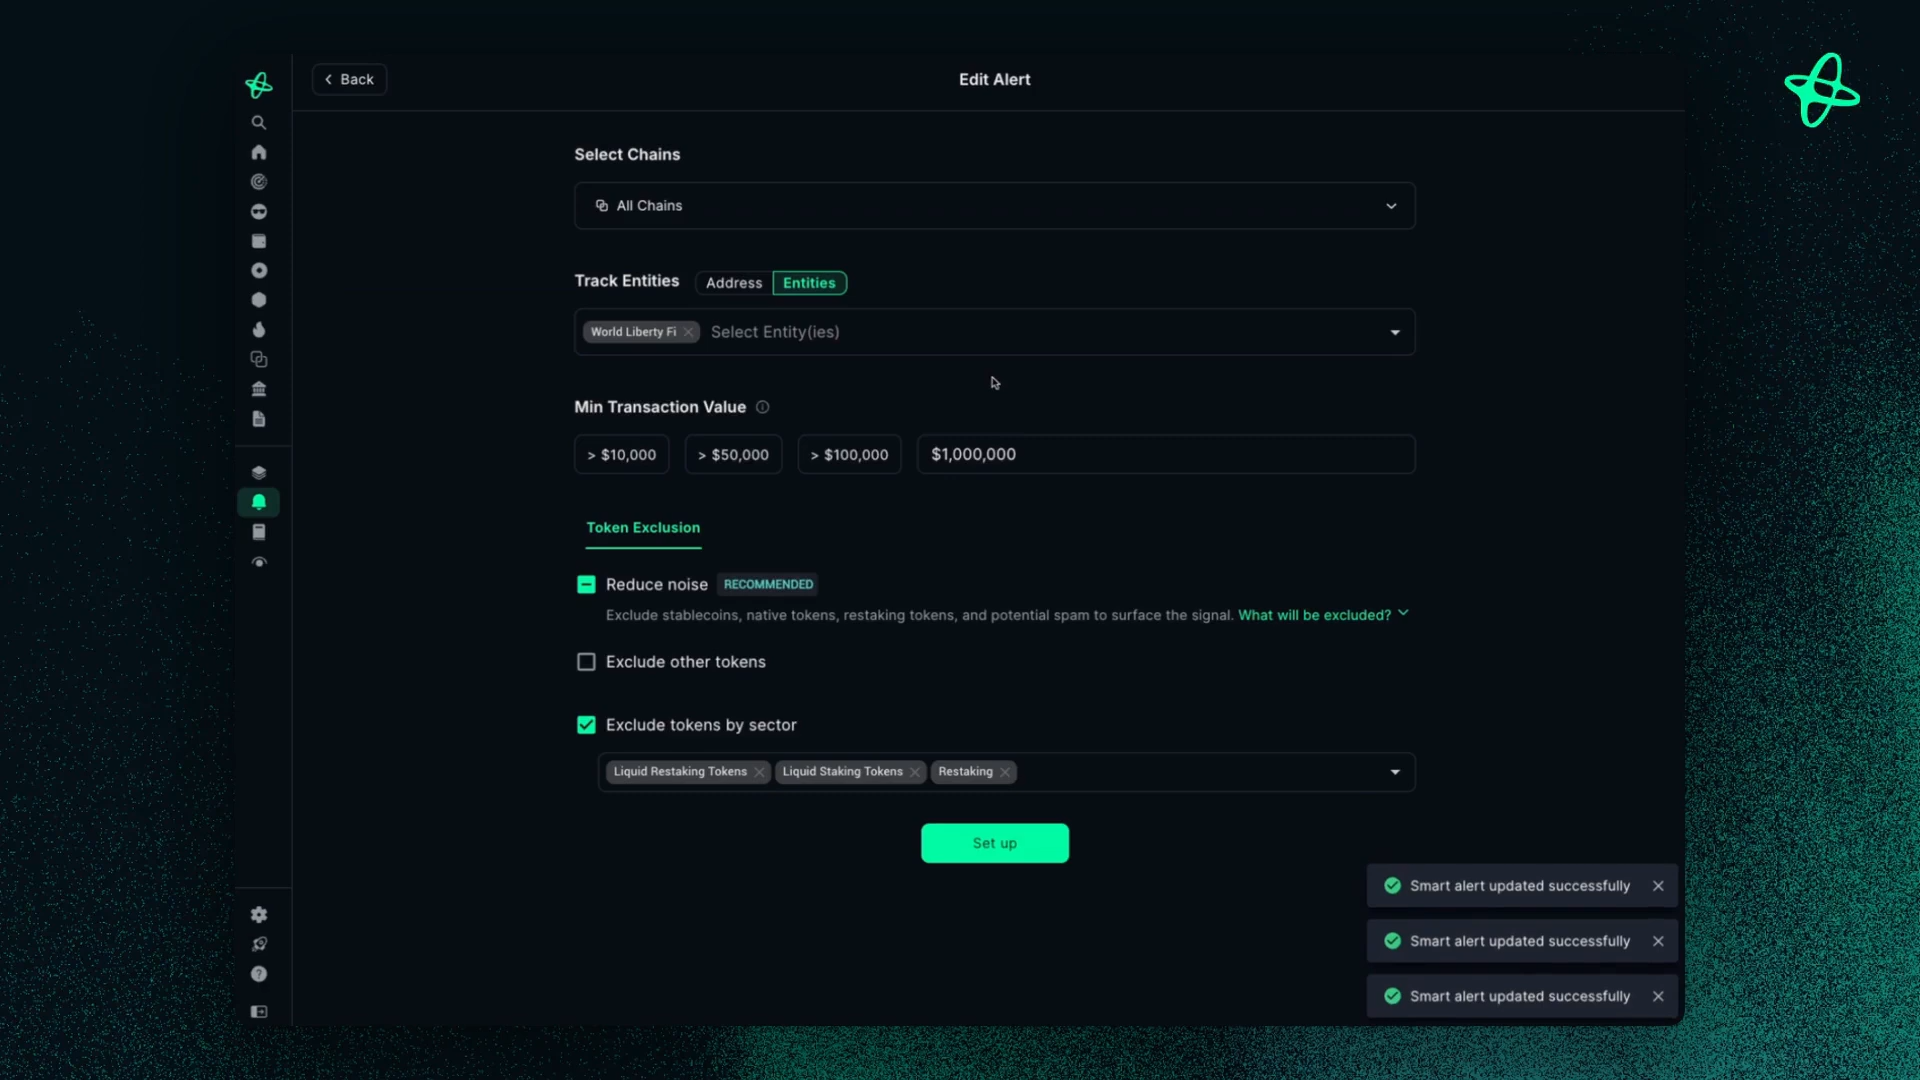 Back
Edit Alert
Select Chains
All Chains
Track Entities Address Entities
World Liberty Fi Select Entity(ies)
Min Transaction Value
> $10,000 > $50,000 > $100,000 $1,000,000
Token Exclusion
Reduce noise RECOMMENDED
Exclude stablecoins, native tokens, restaking tokens, and potential spam to surface the signal. What will be excluded?
Exclude other tokens
Exclude tokens by sector
Liquid Restaking Tokens Liquid Staking Tokens Restaking
Set up
Smart alert updated successfully
Smart alert updated successfully
Smart alert updated successfully